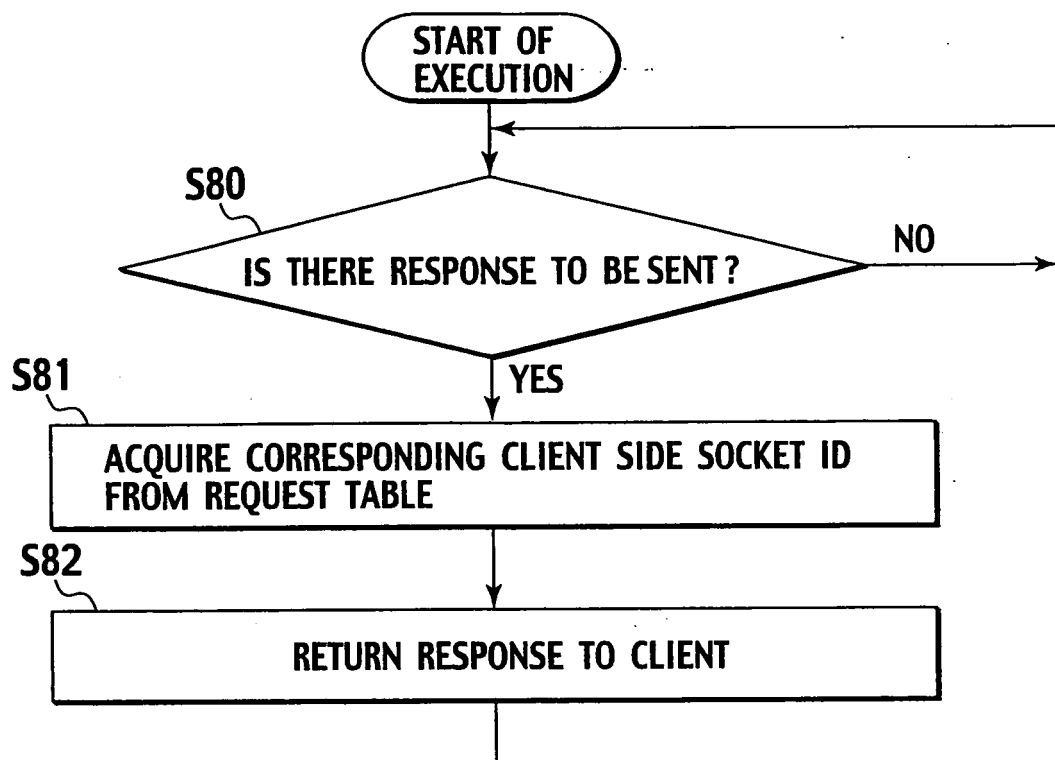 START OF
EXECUTION
S80
IS THERE RESPONSE TO BE SENT?
NO
YES
S81
ACQUIRE CORRESPONDING CLIENT SIDE SOCKET ID
FROM REQUEST TABLE
S82
RETURN RESPONSE TO CLIENT